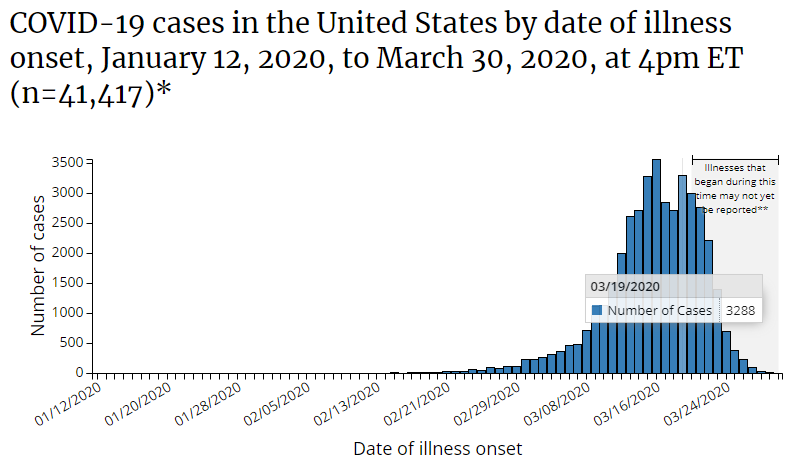 COVID-19 cases in the United States by date of illness
onset, January 12, 2020, to March 30, 2020, at 4pm ET
(n=41,417)*
Number of cases
3500
3000
2500
2000
1500
1000
500
0
Illnesses that
began during this
time may not yet
be reported**
03/19/2020
Number of Cases 3288
01/12/2020 01/20/2020 01/28/2020 02/05/2020 02/13/2020 02/21/2020 02/29/2020 03/08/2020 03/16/2020 03/24/2020
Date of illness onset